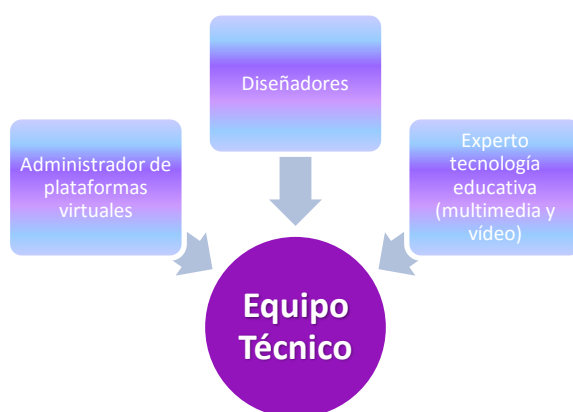 Diseñadores
Administrador de
plataformas
virtuales
Experto
tecnología
educativa
(multimedia y
vídeo)
Equipo
Técnico